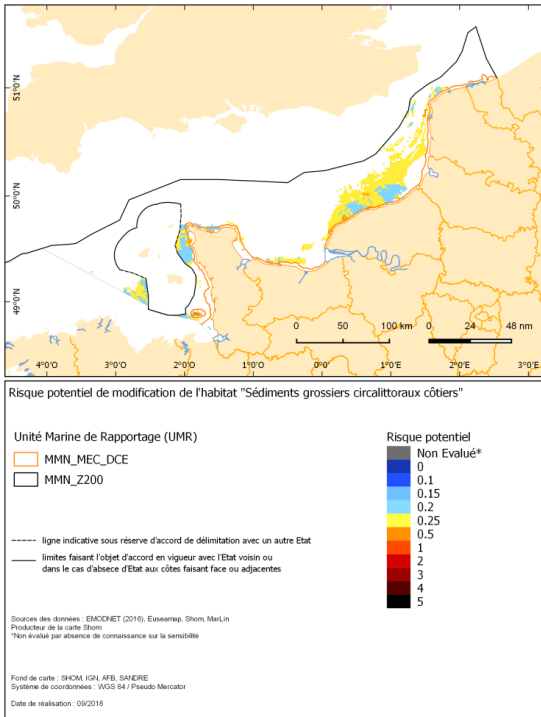 51°0'N
50°0'N
49°0'N
0 50 100 km 0 24 48 nm
4°0'O 3°0'O 2°0'O 1°0'O 0°0'E 1°0'E 2°0'E 3°0'E
Risque potentiel de modification de l'habitat "Sédiments grossiers circalittoraux côtiers"
Unité Marine de Rapportage (UMR)
MMN_MEC_DCE
MMN_Z200
ligne indicative sous réserve d'accord de délimitation avec un autre Etat
limites faisant l'objet d'accord en vigueur avec l'Etat voisin ou
dans le cas d'absece d'Etat aux côtes faisant face ou adjacentes
Risque potentiel
Non Evalué*
0
0.1
0.15
0.2
0.25
0.5
1
2
3
4
5
Sources des données : EMODNET (2016), Euseamap, Shom, MarLin
Producteur de la carte Shom
*Non évalué par absence de connaissance sur la sensibilité
Fond de carte : SHOM, IGN, AFB, SANDRE
Système de coordonnées : WGS 84 / Pseudo Mercator
Date de réalisation : 09/2018